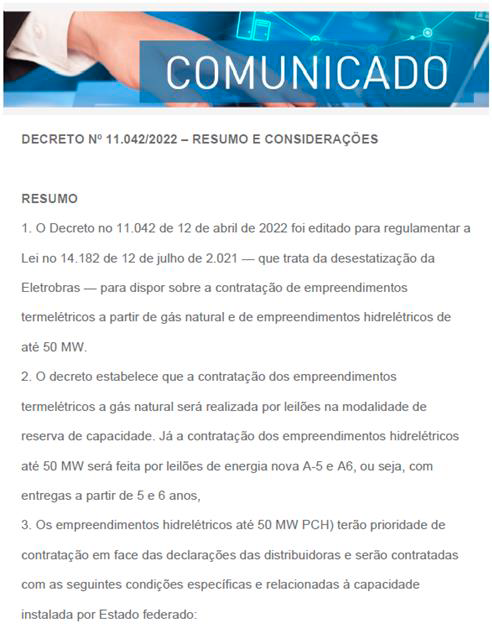 COMUNICADO
DECRETO Nº 11.042/2022 – RESUMO E CONSIDERAÇÕES
RESUMO
1. O Decreto no 11.042 de 12 de abril de 2022 foi editado para regulamentar a
Lei no 14.182 de 12 de julho de 2.021 — que trata da desestatização da
Eletrobras — para dispor sobre a contratação de empreendimentos
termelétricos a partir de gás natural e de empreendimentos hidrelétricos de
até 50 MW.
2. O decreto estabelece que a contratação dos empreendimentos
termelétricos a gás natural será realizada por leilões na modalidade de
reserva de capacidade. Já a contratação dos empreendimentos hidrelétricos
até 50 MW será feita por leilões de energia nova A-5 e A6, ou seja, com
entregas a partir de 5 e 6 anos,
3. Os empreendimentos hidrelétricos até 50 MW PCH) terão prioridade de
contratação em face das declarações das distribuidoras e serão contratadas
com as seguintes condições específicas e relacionadas à capacidade
instalada por Estado federado: